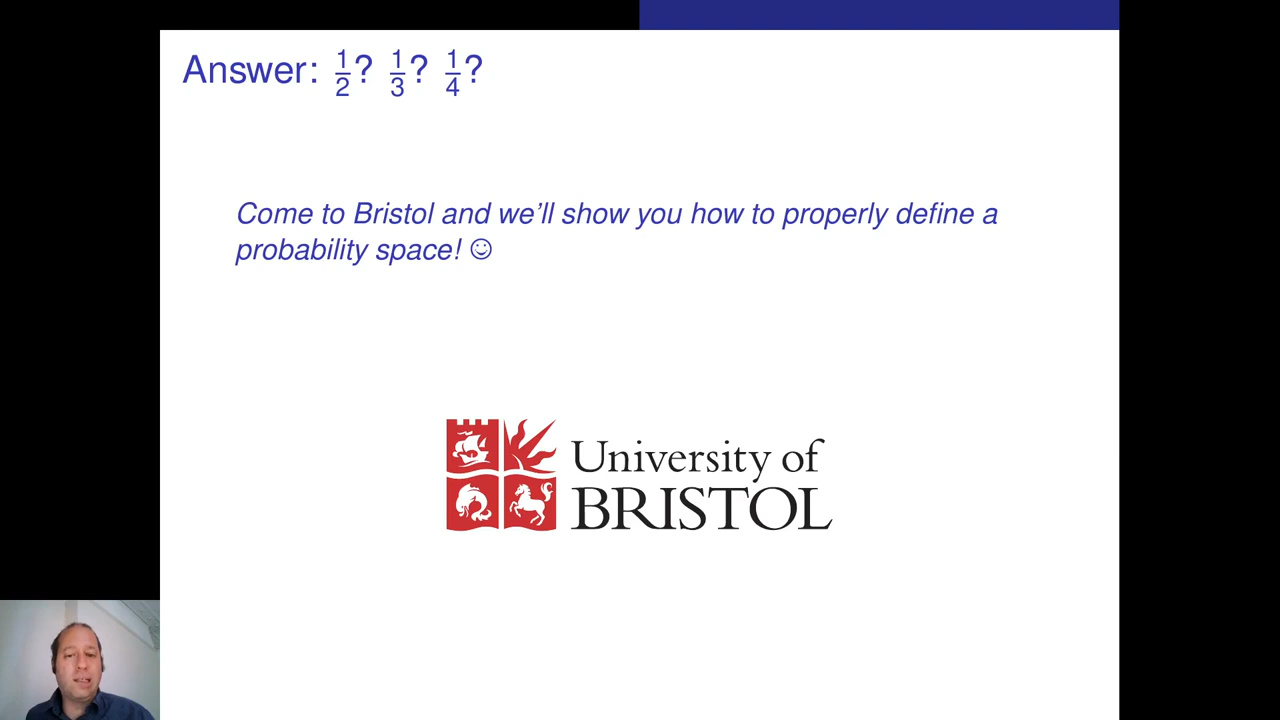 Answer: 1/2? 1/3? 1/4?
Come to Bristol and we'll show you how to properly define a
probability space! ☺
University of
BRISTOL